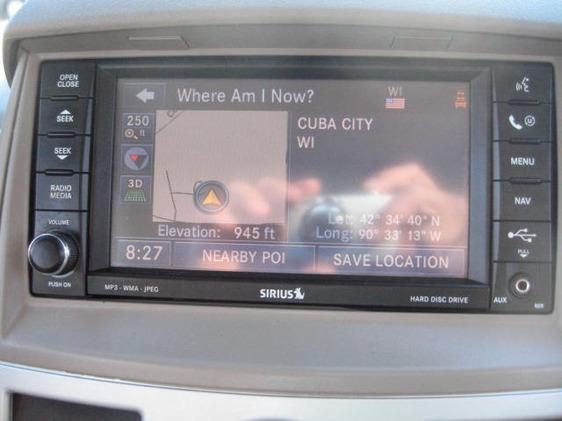 OPEN
CLOSE
SEEK
SEEK
RADIO
MEDIA
VOLUME
PUSH ON
Where Am I Now?
WI
250
ft
3D
CUBA CITY
WI
Lat: 42° 34' 40" N
Elevation: 945 ft
Long: 90° 33' 13" W
8:27
NEARBY POI
SAVE LOCATION
MP3 - WMA - JPEG
SIRIUS
HARD DISC DRIVE
MENU
NAV
PULL
AUX